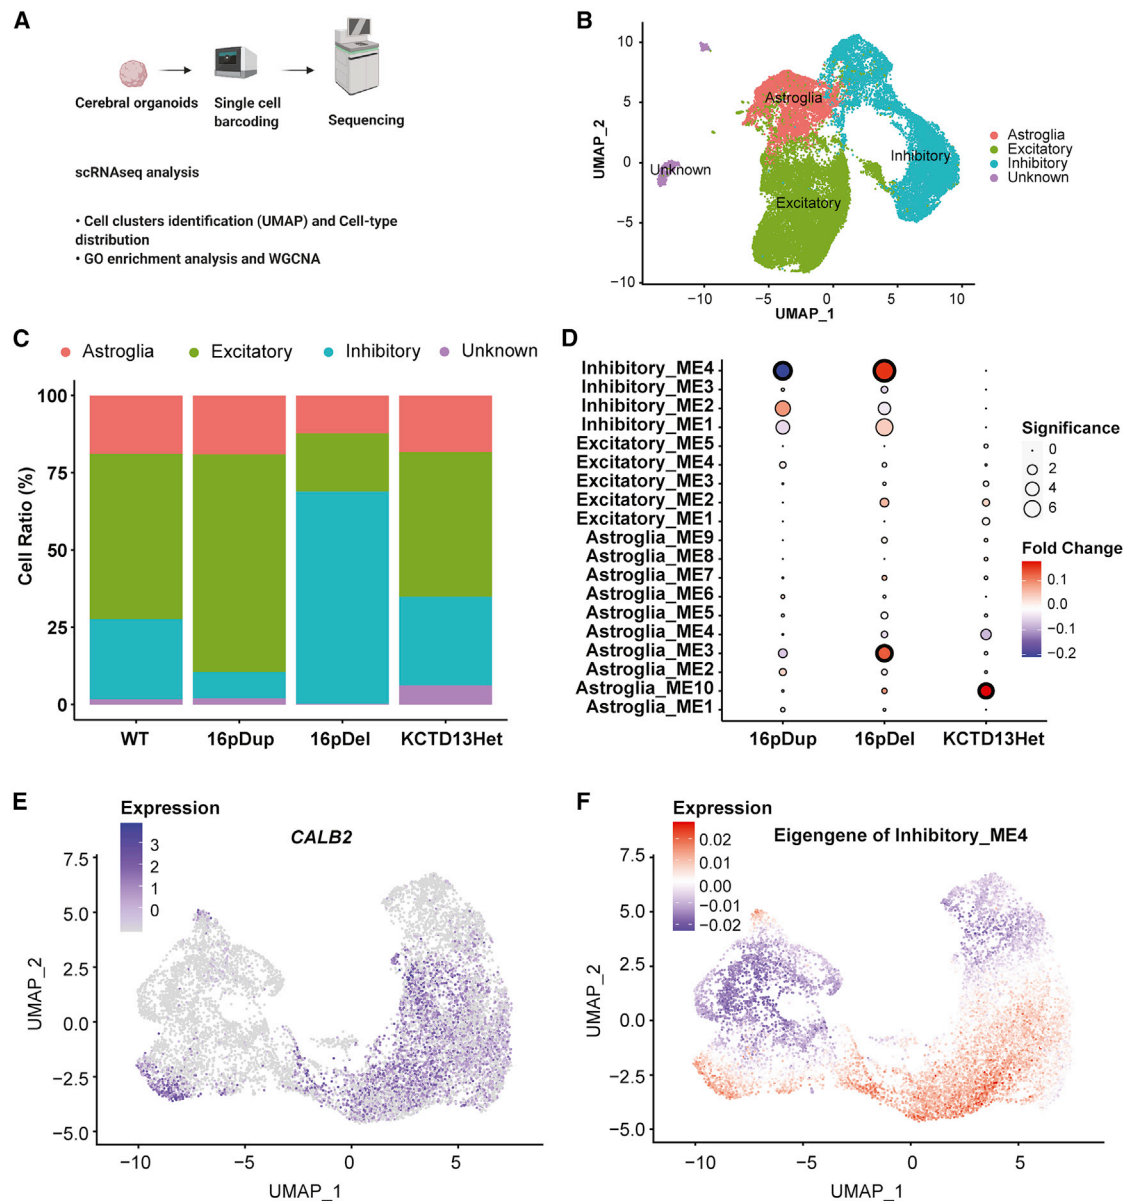 A
Cerebral organoids
Single cell
barcoding
Sequencing
scRNAseq analysis
• Cell clusters identification (UMAP) and Cell-type
distribution
• GO enrichment analysis and WGCNA
B
UMAP_2
10
5
0
−5
−10
Astroglia
Inhibitory
Unknown
Excitatory
−10
−5
0
5
10
UMAP_1
Astroglia
Excitatory
Inhibitory
Unknown
C
Astroglia
Excitatory
Inhibitory
Unknown
Cell Ratio (%)
100
75
50
25
0
WT
16pDup
16pDel
KCTD13Het
D
Inhibitory_ME4
Inhibitory_ME3
Inhibitory_ME2
Inhibitory_ME1
Excitatory_ME5
Excitatory_ME4
Excitatory_ME3
Excitatory_ME2
Excitatory_ME1
Astroglia_ME9
Astroglia_ME8
Astroglia_ME7
Astroglia_ME6
Astroglia_ME5
Astroglia_ME4
Astroglia_ME3
Astroglia_ME2
Astroglia_ME10
Astroglia_ME1
16pDup
16pDel
KCTD13Het
Significance
0
2
4
6
Fold Change
0.1
0.0
−0.1
−0.2
E
Expression
3
2
1
0
CALB2
UMAP_2
7.5
5.0
2.5
0.0
−2.5
−5.0
−10
−5
0
5
UMAP_1
F
Expression
0.02
0.01
0.00
−0.01
−0.02
Eigengene of Inhibitory_ME4
UMAP_2
7.5
5.0
2.5
0.0
−2.5
−5.0
−10
−5
0
5
UMAP_1